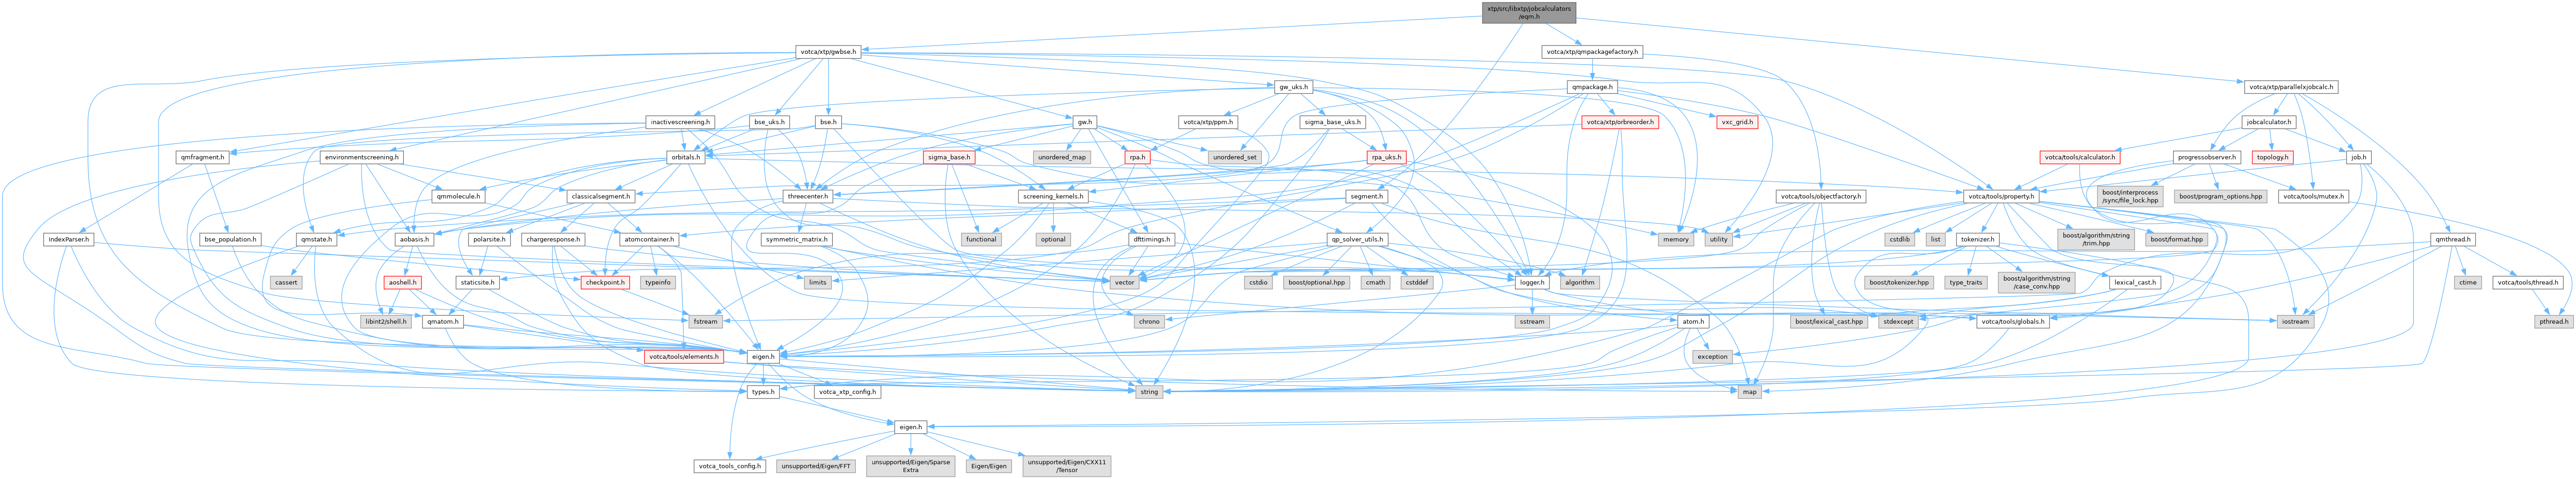 xtp/src/libxtp/jobcalculators
/eqm.h
votca/xtp/gwbse.h
votca/xtp/qmpackagefactory.h
gw_uks.h
qmpackage.h
votca/xtp/parallelxjobcalc.h
inactivescreening.h
bse_uks.h
bse.h
gw.h
votca/xtp/ppm.h
sigma_base_uks.h
votca/xtp/orbreorder.h
vxc_grid.h
jobcalculator.h
qmfragment.h
environmentscreening.h
orbitals.h
sigma_base.h
unordered_map
rpa.h
unordered_set
rpa_uks.h
votca/tools/calculator.h
progressobserver.h
topology.h
job.h
qmmolecule.h
classicalsegment.h
threecenter.h
screening_kernels.h
segment.h
votca/tools/objectfactory.h
votca/tools/property.h
boost/interprocess
/sync/file_lock.hpp
boost/program_options.hpp
votca/tools/mutex.h
IndexParser.h
bse_population.h
qmstate.h
aobasis.h
polarsite.h
chargeresponse.h
atomcontainer.h
symmetric_matrix.h
functional
optional
dfttimings.h
qp_solver_utils.h
memory
utility
cstdlib
list
tokenizer.h
boost/algorithm/string
/trim.hpp
boost/format.hpp
qmthread.h
cassert
aoshell.h
staticsite.h
checkpoint.h
typeinfo
limits
vector
cstdio
boost/optional.hpp
cmath
cstddef
logger.h
algorithm
boost/tokenizer.hpp
type_traits
boost/algorithm/string
/case_conv.hpp
lexical_cast.h
ctime
votca/tools/thread.h
libint2/shell.h
qmatom.h
fstream
chrono
sstream
atom.h
boost/lexical_cast.hpp
stdexcept
votca/tools/globals.h
iostream
pthread.h
votca/tools/elements.h
eigen.h
exception
types.h
votca_xtp_config.h
string
map
eigen.h
votca_tools_config.h
unsupported/Eigen/FFT
unsupported/Eigen/Sparse
Extra
Eigen/Eigen
unsupported/Eigen/CXX11
/Tensor